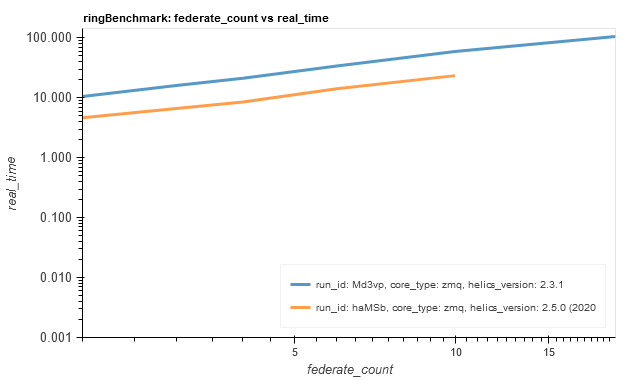 ringBenchmark: federate_count vs real_time
100.000
10.000
1.000
0.100
0.010
0.001
real_time
run_id: Md3vp, core_type: zmq, helics_version: 2.3.1
run_id: haMSb, core_type: zmq, helics_version: 2.5.0 (2020
5
10
15
federate_count